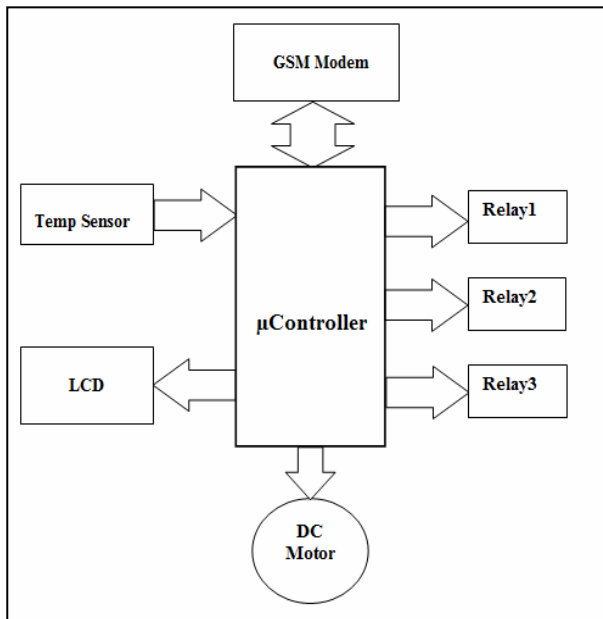 GSM Modem
Temp Sensor
Relay1
μController
Relay2
LCD
Relay3
DC
Motor